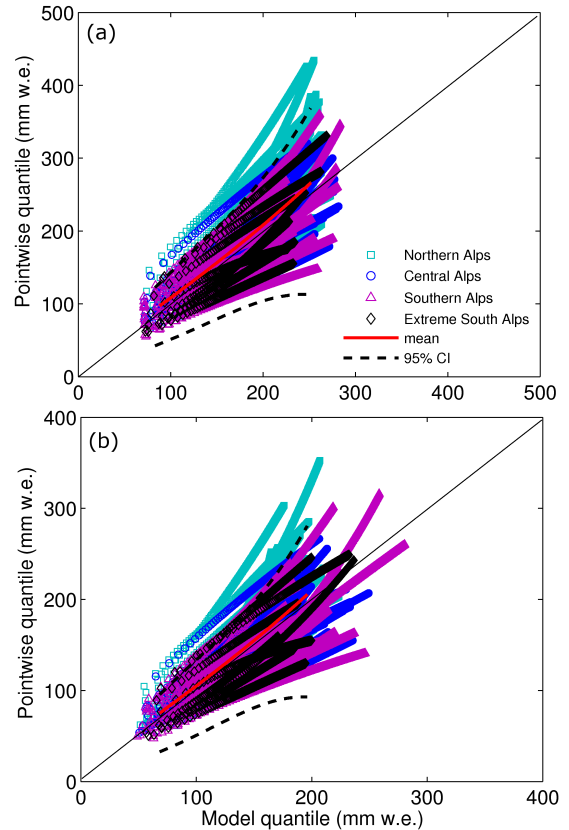 (a)
500
400
300
200
100
0
Pointwise quantile (mm w.e.)
Northern Alps
Central Alps
Southern Alps
Extreme South Alps
mean
95% CI
0 100 200 300 400 500
(b)
400
300
200
100
0
Pointwise quantile (mm w.e.)
0 100 200 300 400
Model quantile (mm w.e.)